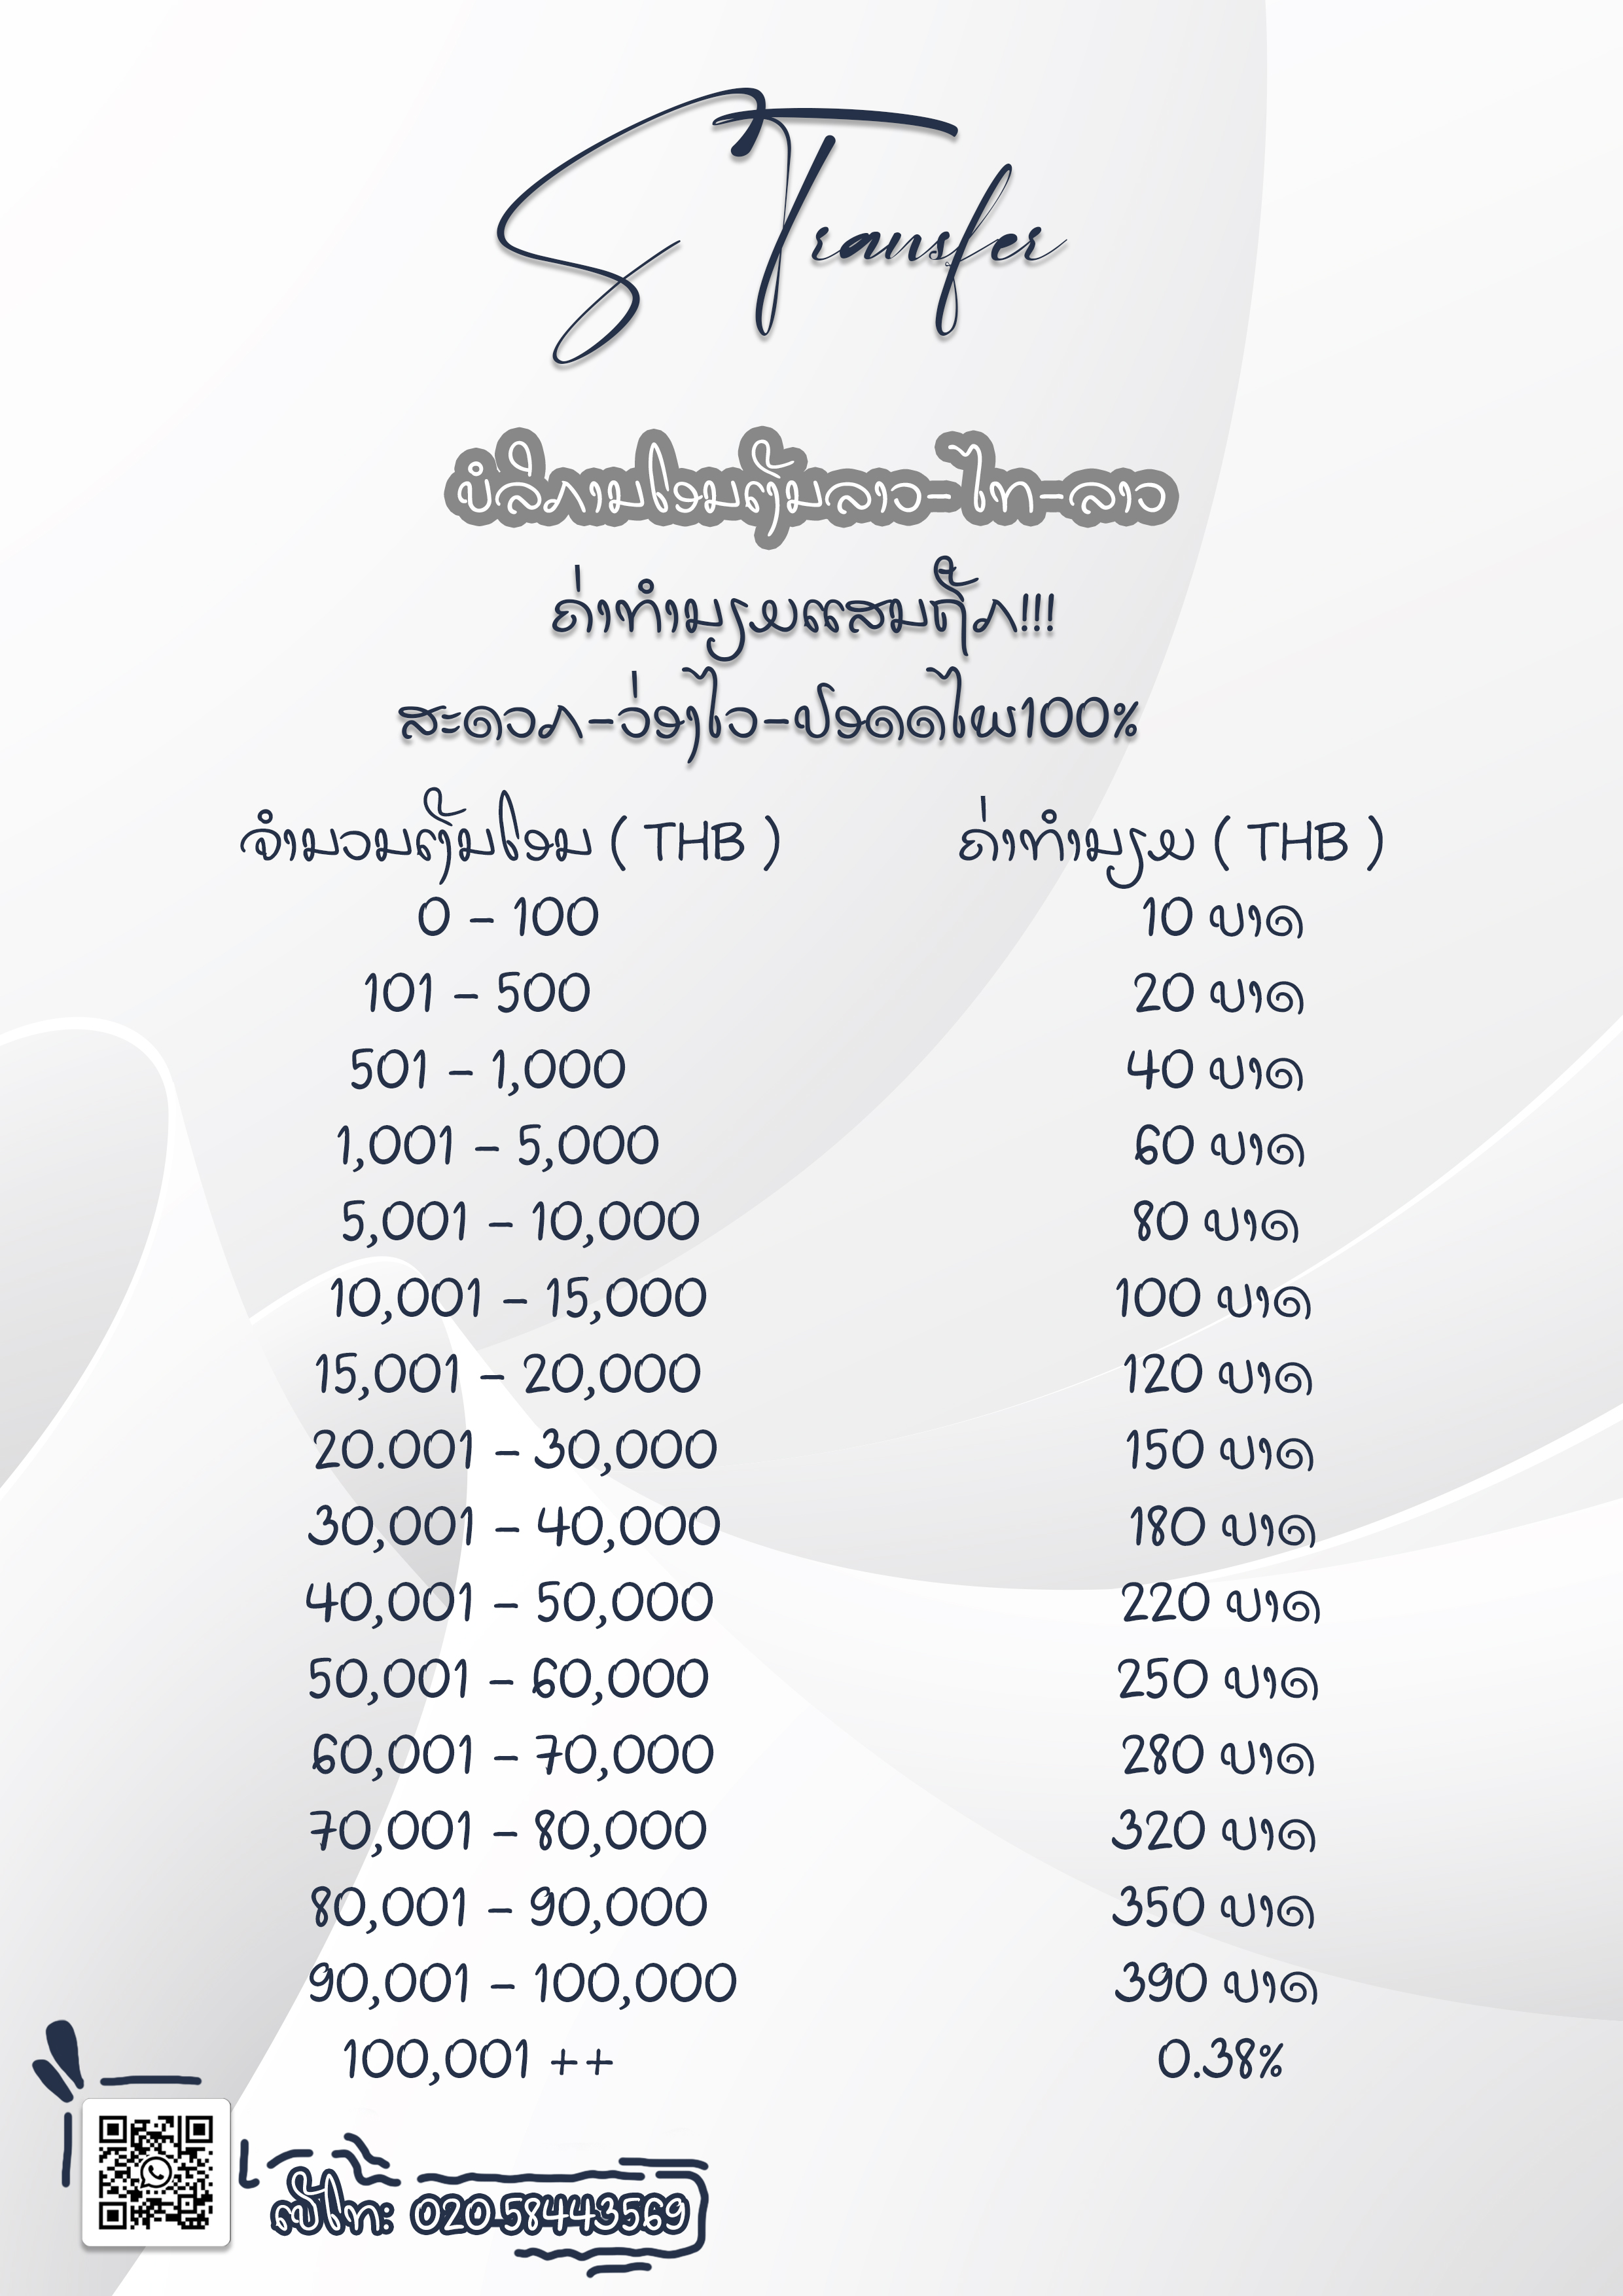 S Transfer
ບໍລິການໂອນເງິນລາວ-ໄທ-ລາວ
ຄ່າທຳນຽມແສນຖືກ!!!
ສະດວກ-ວ່ອງໄວ-ປອດໄພ100%
ຈຳນວນເງິນໂອນ ( THB ) ຄ່າທຳນຽມ ( THB )
0 - 100 10 ບາດ
101 - 500 20 ບາດ
501 - 1,000 40 ບາດ
1,001 - 5,000 60 ບາດ
5,001 - 10,000 80 ບາດ
10,001 - 15,000 100 ບາດ
15,001 - 20,000 120 ບາດ
20.001 - 30,000 150 ບາດ
30,001 - 40,000 180 ບາດ
40,001 - 50,000 220 ບາດ
50,001 - 60,000 250 ບາດ
60,001 - 70,000 280 ບາດ
70,001 - 80,000 320 ບາດ
80,001 - 90,000 350 ບາດ
90,001 - 100,000 390 ບາດ
100,001 ++ 0.38%
ເບີໂທ: 020-58443569